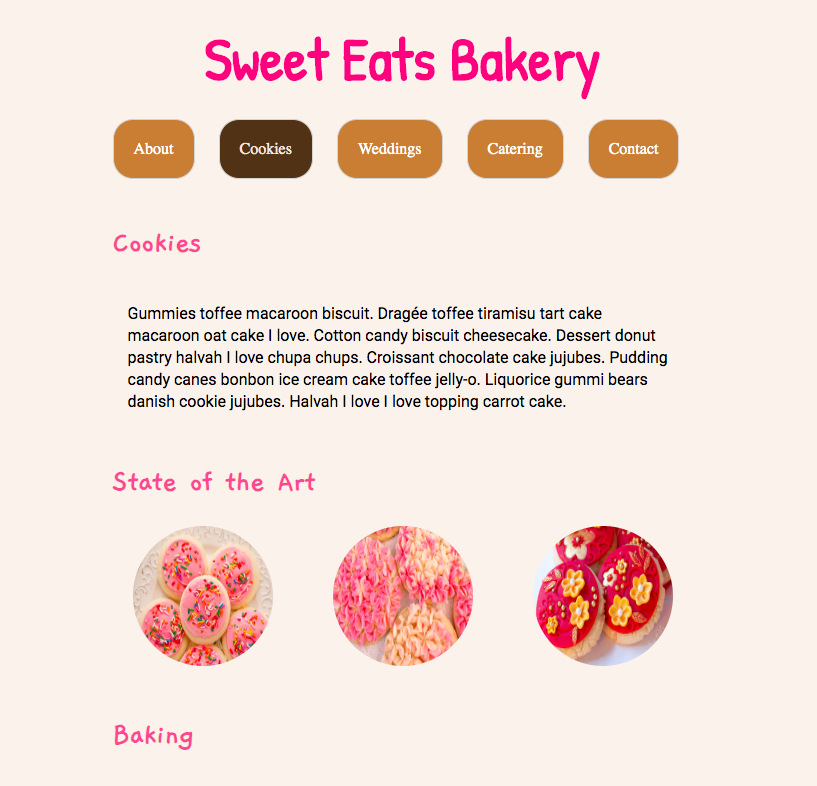 Sweet Eats Bakery
About Cookies Weddings Catering Contact
Cookies
Gummies toffee macaroon biscuit. Dragée toffee tiramisu tart cake
macaroon oat cake I love. Cotton candy biscuit cheesecake. Dessert donut
pastry halvah I love chupa chups. Croissant chocolate cake jujubes. Pudding
candy canes bonbon ice cream cake toffee jelly-o. Liquorice gummi bears
danish cookie jujubes. Halvah I love I love topping carrot cake.
State of the Art
Baking